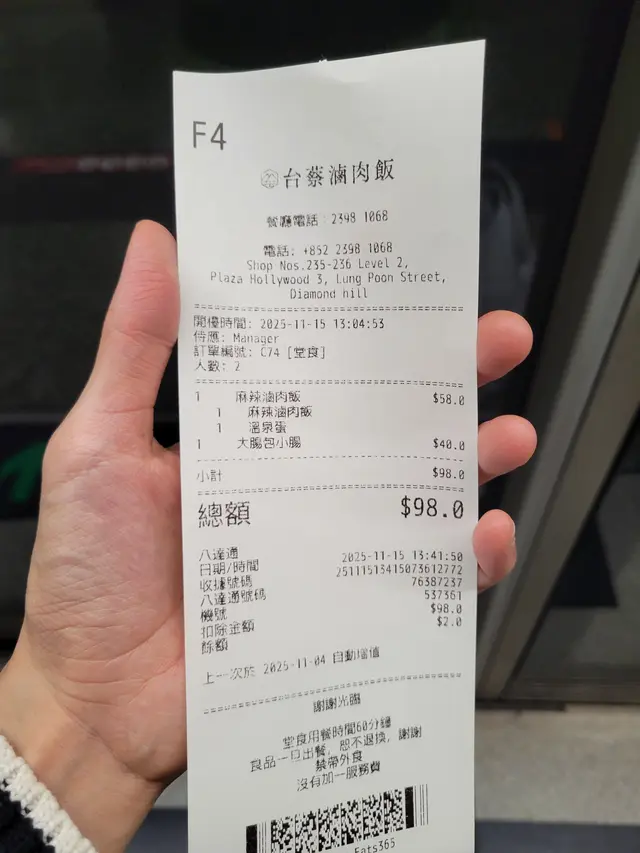 F4
台蔡滷肉飯
餐廳電話: 2398 1068
電話: +852 2398 1068
Shop Nos.235-236 Level 2,
Plaza Hollywood 3, Lung Poon Street,
Diamond hill
開檯時間: 2025-11-15 13:04:53
侍應: Manager
訂單編號: C74 [堂食]
人數: 2
1 麻辣滷肉飯 $58.0
1 麻辣滷肉飯
1 溫泉蛋
1 大腸包小腸 $40.0
小計 $98.0
總額 $98.0
八達通
日期/時間 2025-11-15 13:41:50
收據號碼 25111513415073612772
八達通號碼 76387237
機號 537361
扣除金額 $98.0
餘額 $2.0
上一次於 2025-11-04 自動增值
謝謝光臨
堂食用餐時間60分鐘
食品一旦出餐, 恕不退換, 謝謝
禁帶外食
沒有加一服務費
Eats365